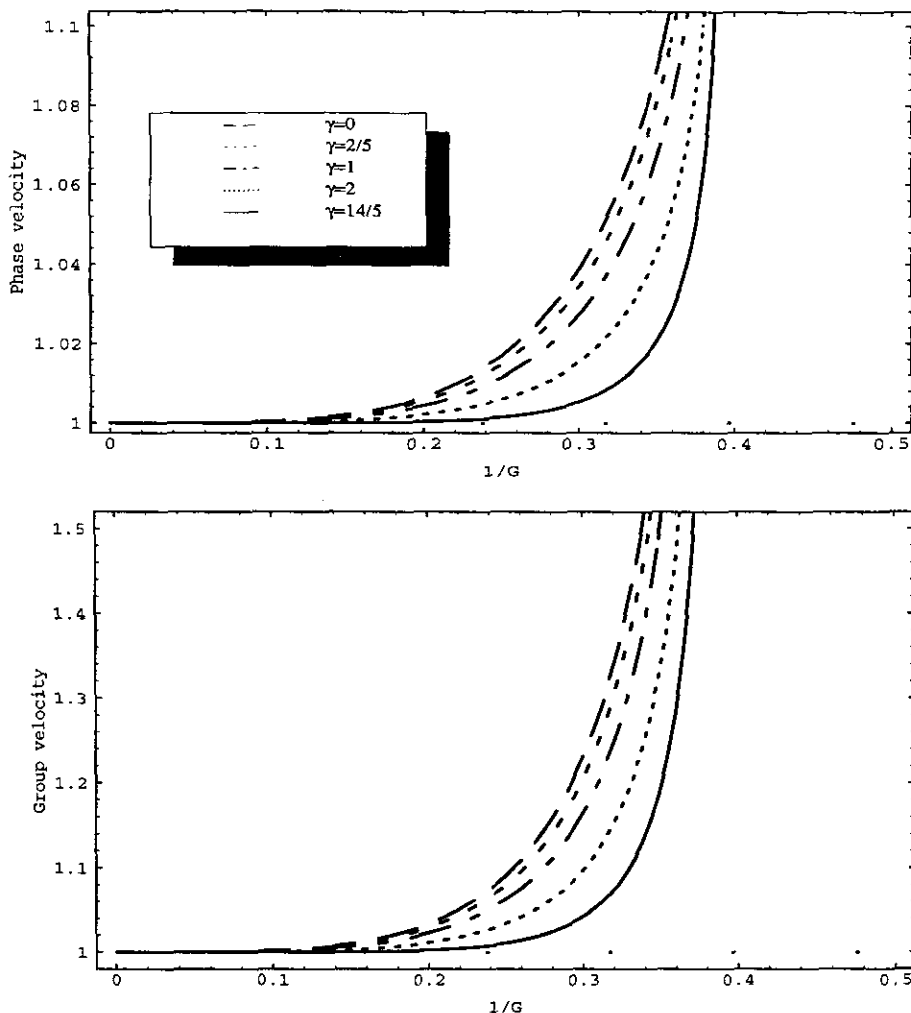 1.1
1.08
1.06
1.04
1.02
1
Phase velocity
γ=0
γ=2/5
γ=1
γ=2
γ=14/5
0 0.1 0.2 0.3 0.4 0.5
1/G
1.5
1.4
1.3
1.2
1.1
1
Group velocity
0 0.1 0.2 0.3 0.4 0.5
1/G